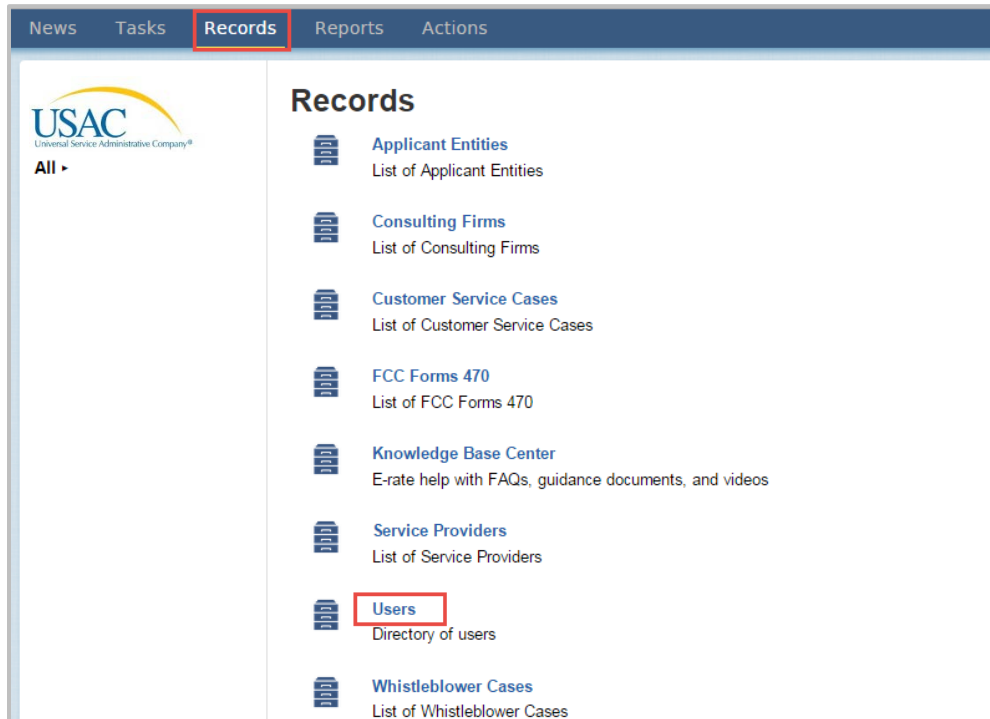 News Tasks Records Reports Actions
USAC
Universal Service Administrative Company®
All ▸
Records
Applicant Entities
List of Applicant Entities
Consulting Firms
List of Consulting Firms
Customer Service Cases
List of Customer Service Cases
FCC Forms 470
List of FCC Forms 470
Knowledge Base Center
E-rate help with FAQs, guidance documents, and videos
Service Providers
List of Service Providers
Users
Directory of users
Whistleblower Cases
List of Whistleblower Cases